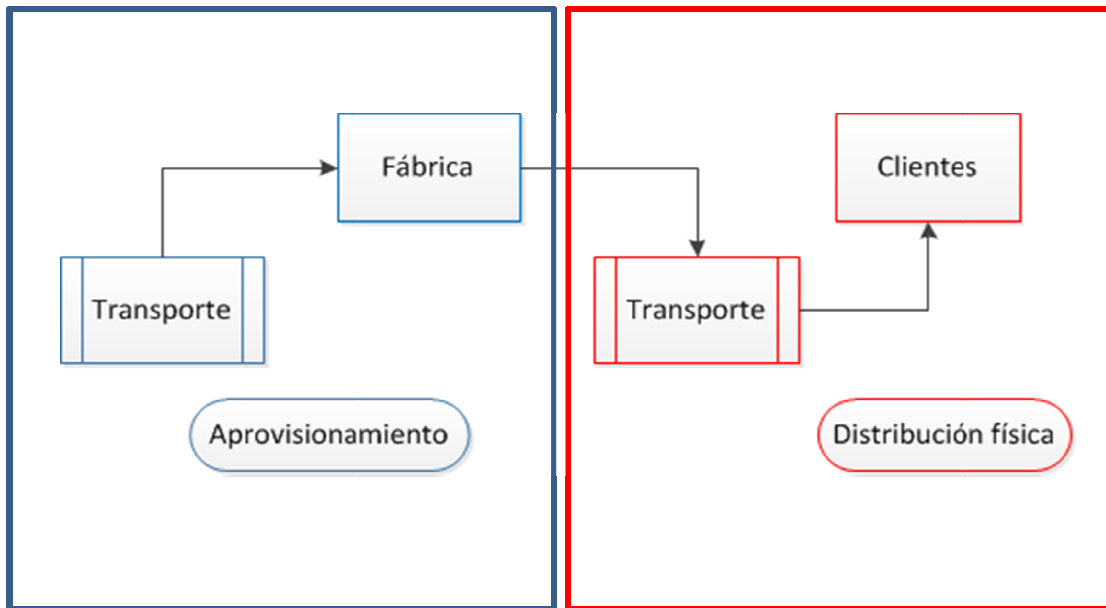 Fábrica
Transporte
Aprovisionamiento
Clientes
Transporte
Distribución física